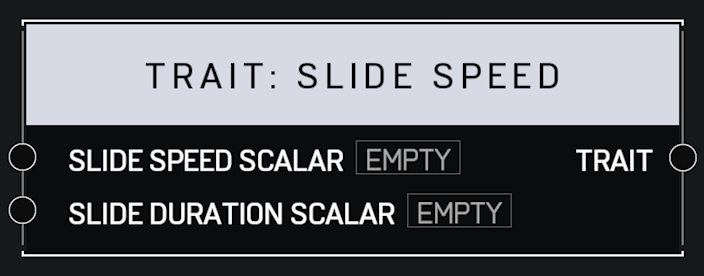 TRAIT: SLIDE SPEED
SLIDE SPEED SCALAR EMPTY TRAIT
SLIDE DURATION SCALAR EMPTY